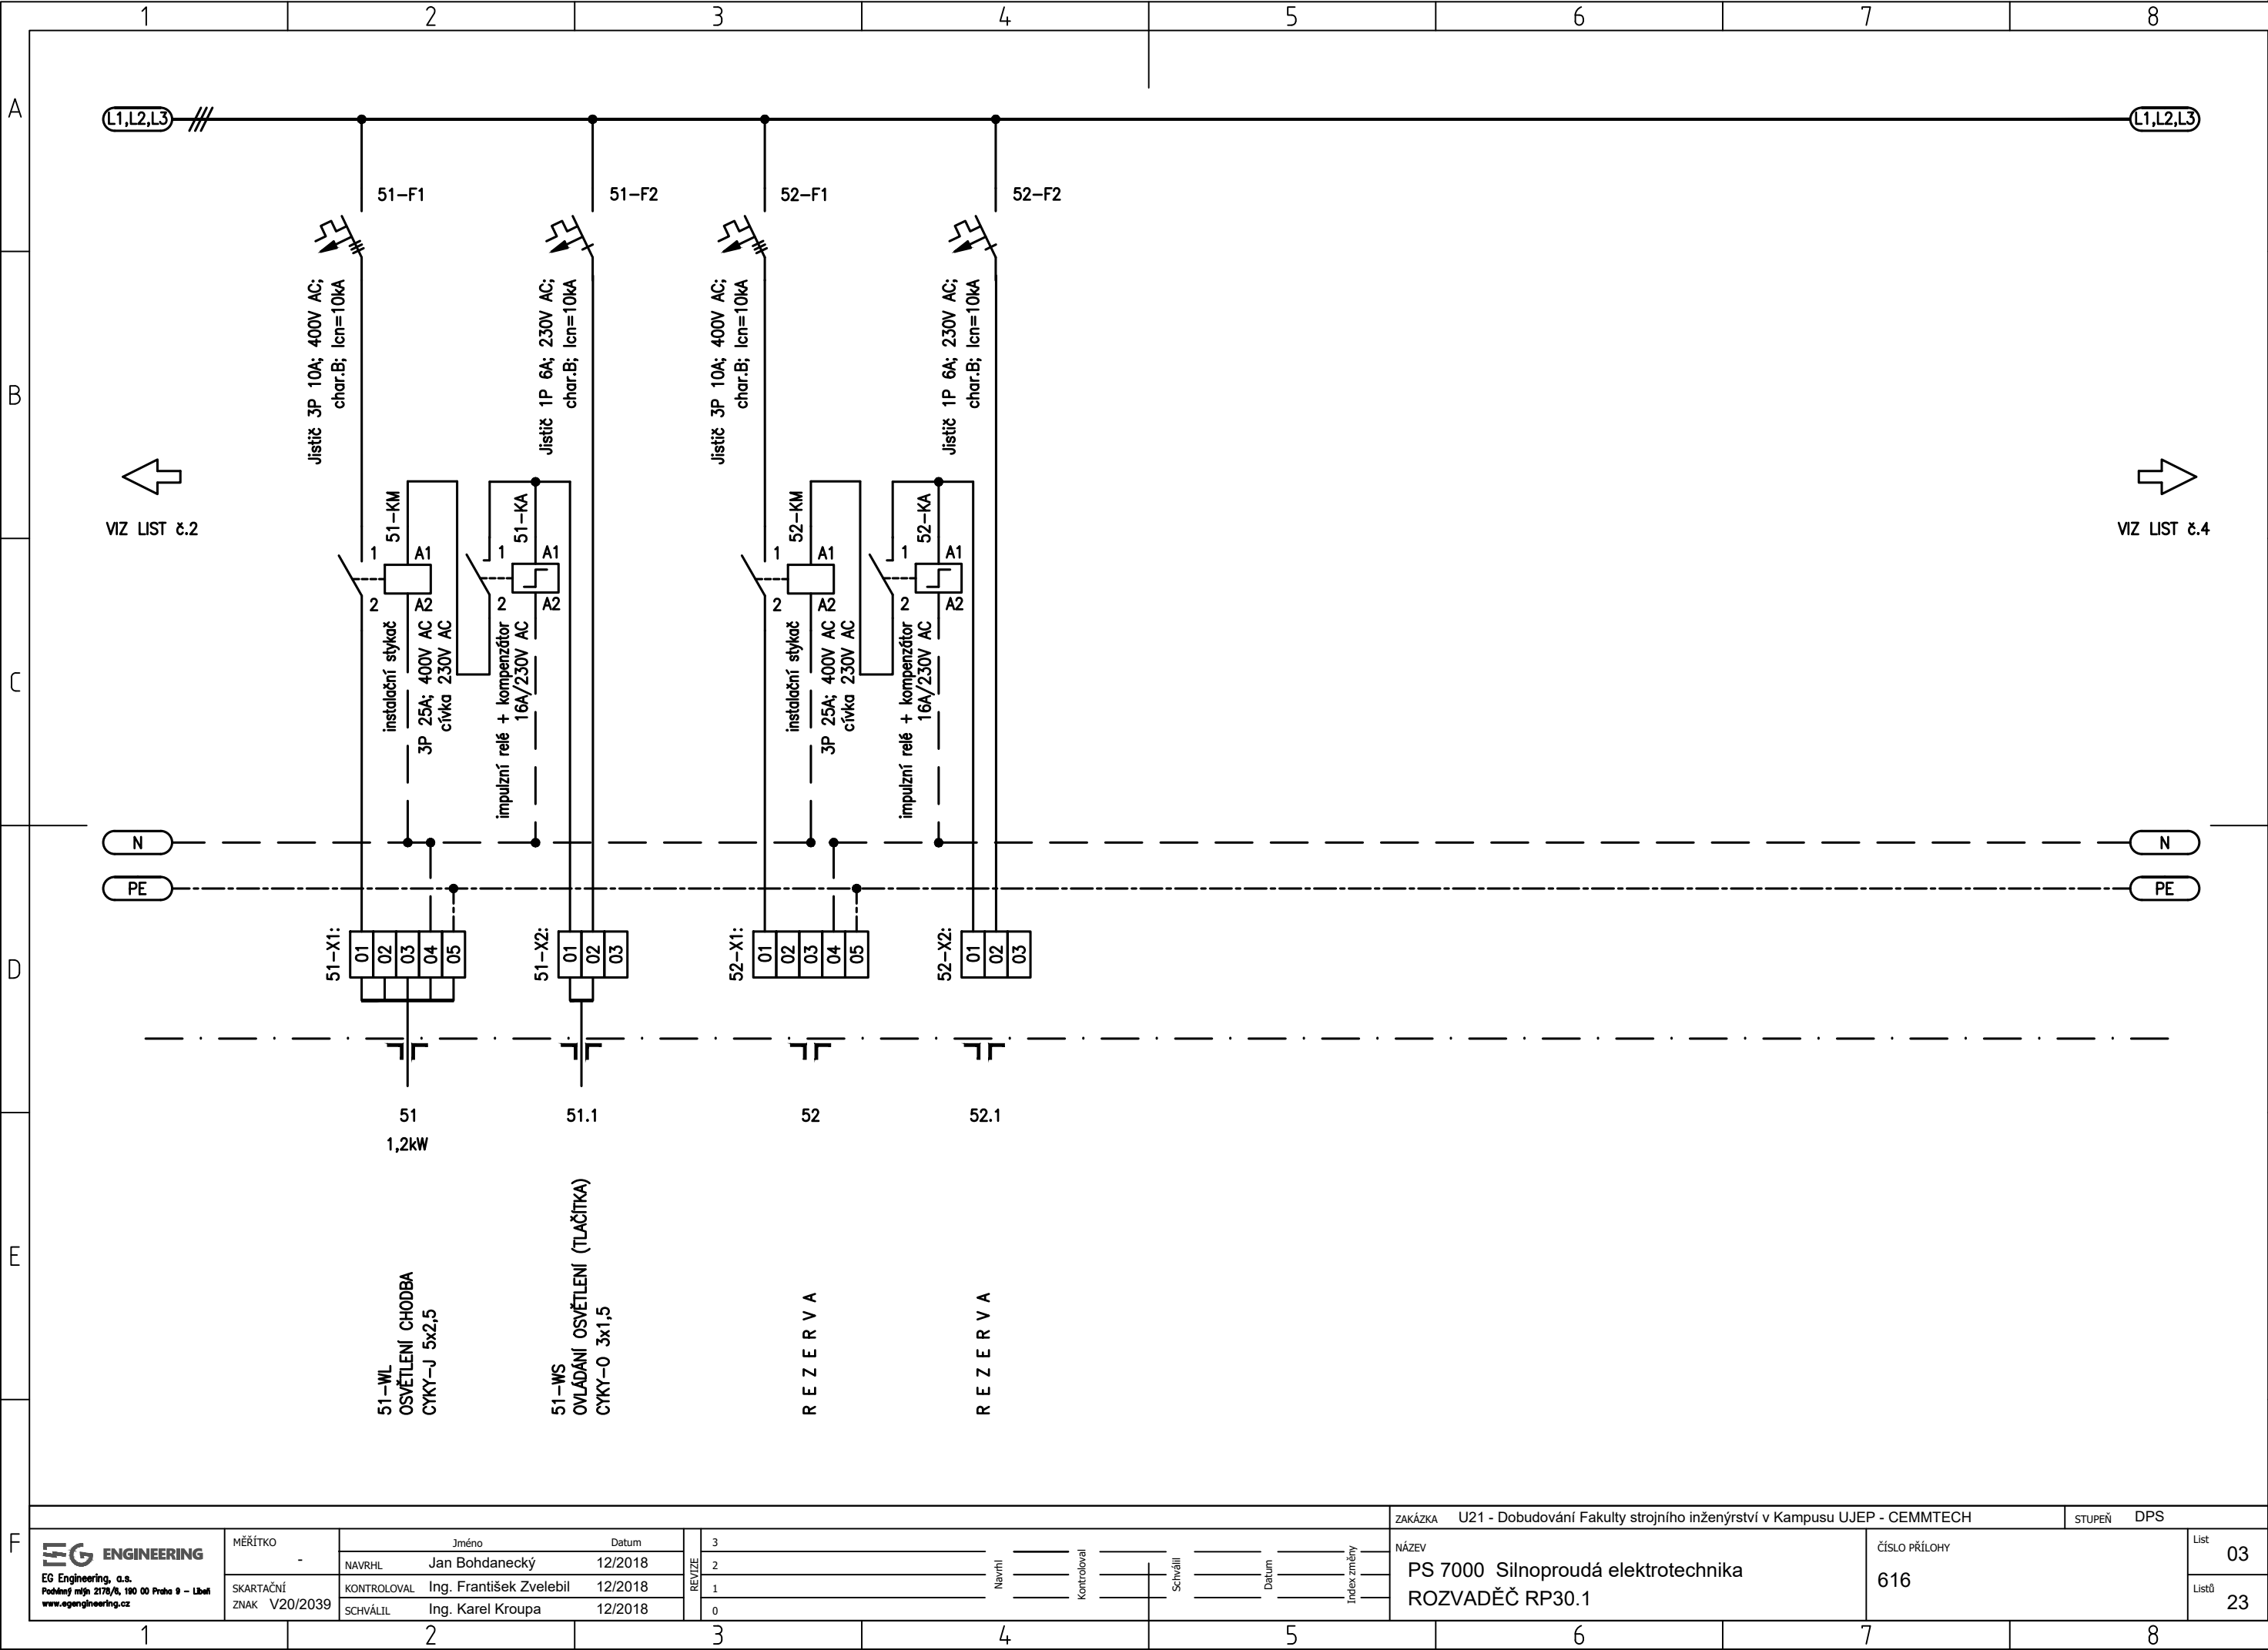 1 2 3 4 5 6 7 8
A
B
C
D
E
F
L1,L2,L3
L1,L2,L3
51-F1
51-F2
52-F1
52-F2
Jistič 3P 10A; 400V AC;
char.B; Icn=10kA
Jistič 1P 6A; 230V AC;
char.B; Icn=10kA
Jistič 3P 10A; 400V AC;
char.B; Icn=10kA
Jistič 1P 6A; 230V AC;
char.B; Icn=10kA
VIZ LIST č.2
VIZ LIST č.4
51-KM
51-KA
52-KM
52-KA
1 A1 1 A1 1 A1 1 A1
2 A2 2 A2 2 A2 2 A2
instalační stykač
3P 25A; 400V AC
cívka 230V AC
impulzní relé + kompenzátor
16A/230V AC
instalační stykač
3P 25A; 400V AC
cívka 230V AC
impulzní relé + kompenzátor
16A/230V AC
N
N
PE
PE
51-X1:
01 02 03 04 05
51-X2:
01 02 03
52-X1:
01 02 03 04 05
52-X2:
01 02 03
51
1,2kW
51.1
52
52.1
51-WL
OSVĚTLENÍ CHODBA
CYKY-J 5x2,5
51-WS
OVLÁDÁNÍ OSVĚTLENÍ (TLAČÍTKA)
CYKY-O 3x1,5
R E Z E R V A
R E Z E R V A
EG ENGINEERING
EG Engineering, a.s.
Podvinný mlýn 2178/6, 190 00 Praha 9 - Libeň
www.egengineering.cz
MĚŘÍTKO
-
SKARTAČNÍ
ZNAK V20/2039
Jméno Datum
NAVRHL Jan Bohdanecký 12/2018
KONTROLOVAL Ing. František Zvelebil 12/2018
SCHVÁLIL Ing. Karel Kroupa 12/2018
REVIZE
3
2
1
0
Navrhl
Kontroloval
Schválil
Datum
Index změny
ZAKÁZKA U21 - Dobudování Fakulty strojního inženýrství v Kampusu UJEP - CEMMTECH
STUPEŇ DPS
NÁZEV
PS 7000 Silnoproudá elektrotechnika
ROZVADĚČ RP30.1
ČÍSLO PŘÍLOHY
616
List
03
Listů
23
1 2 3 4 5 6 7 8